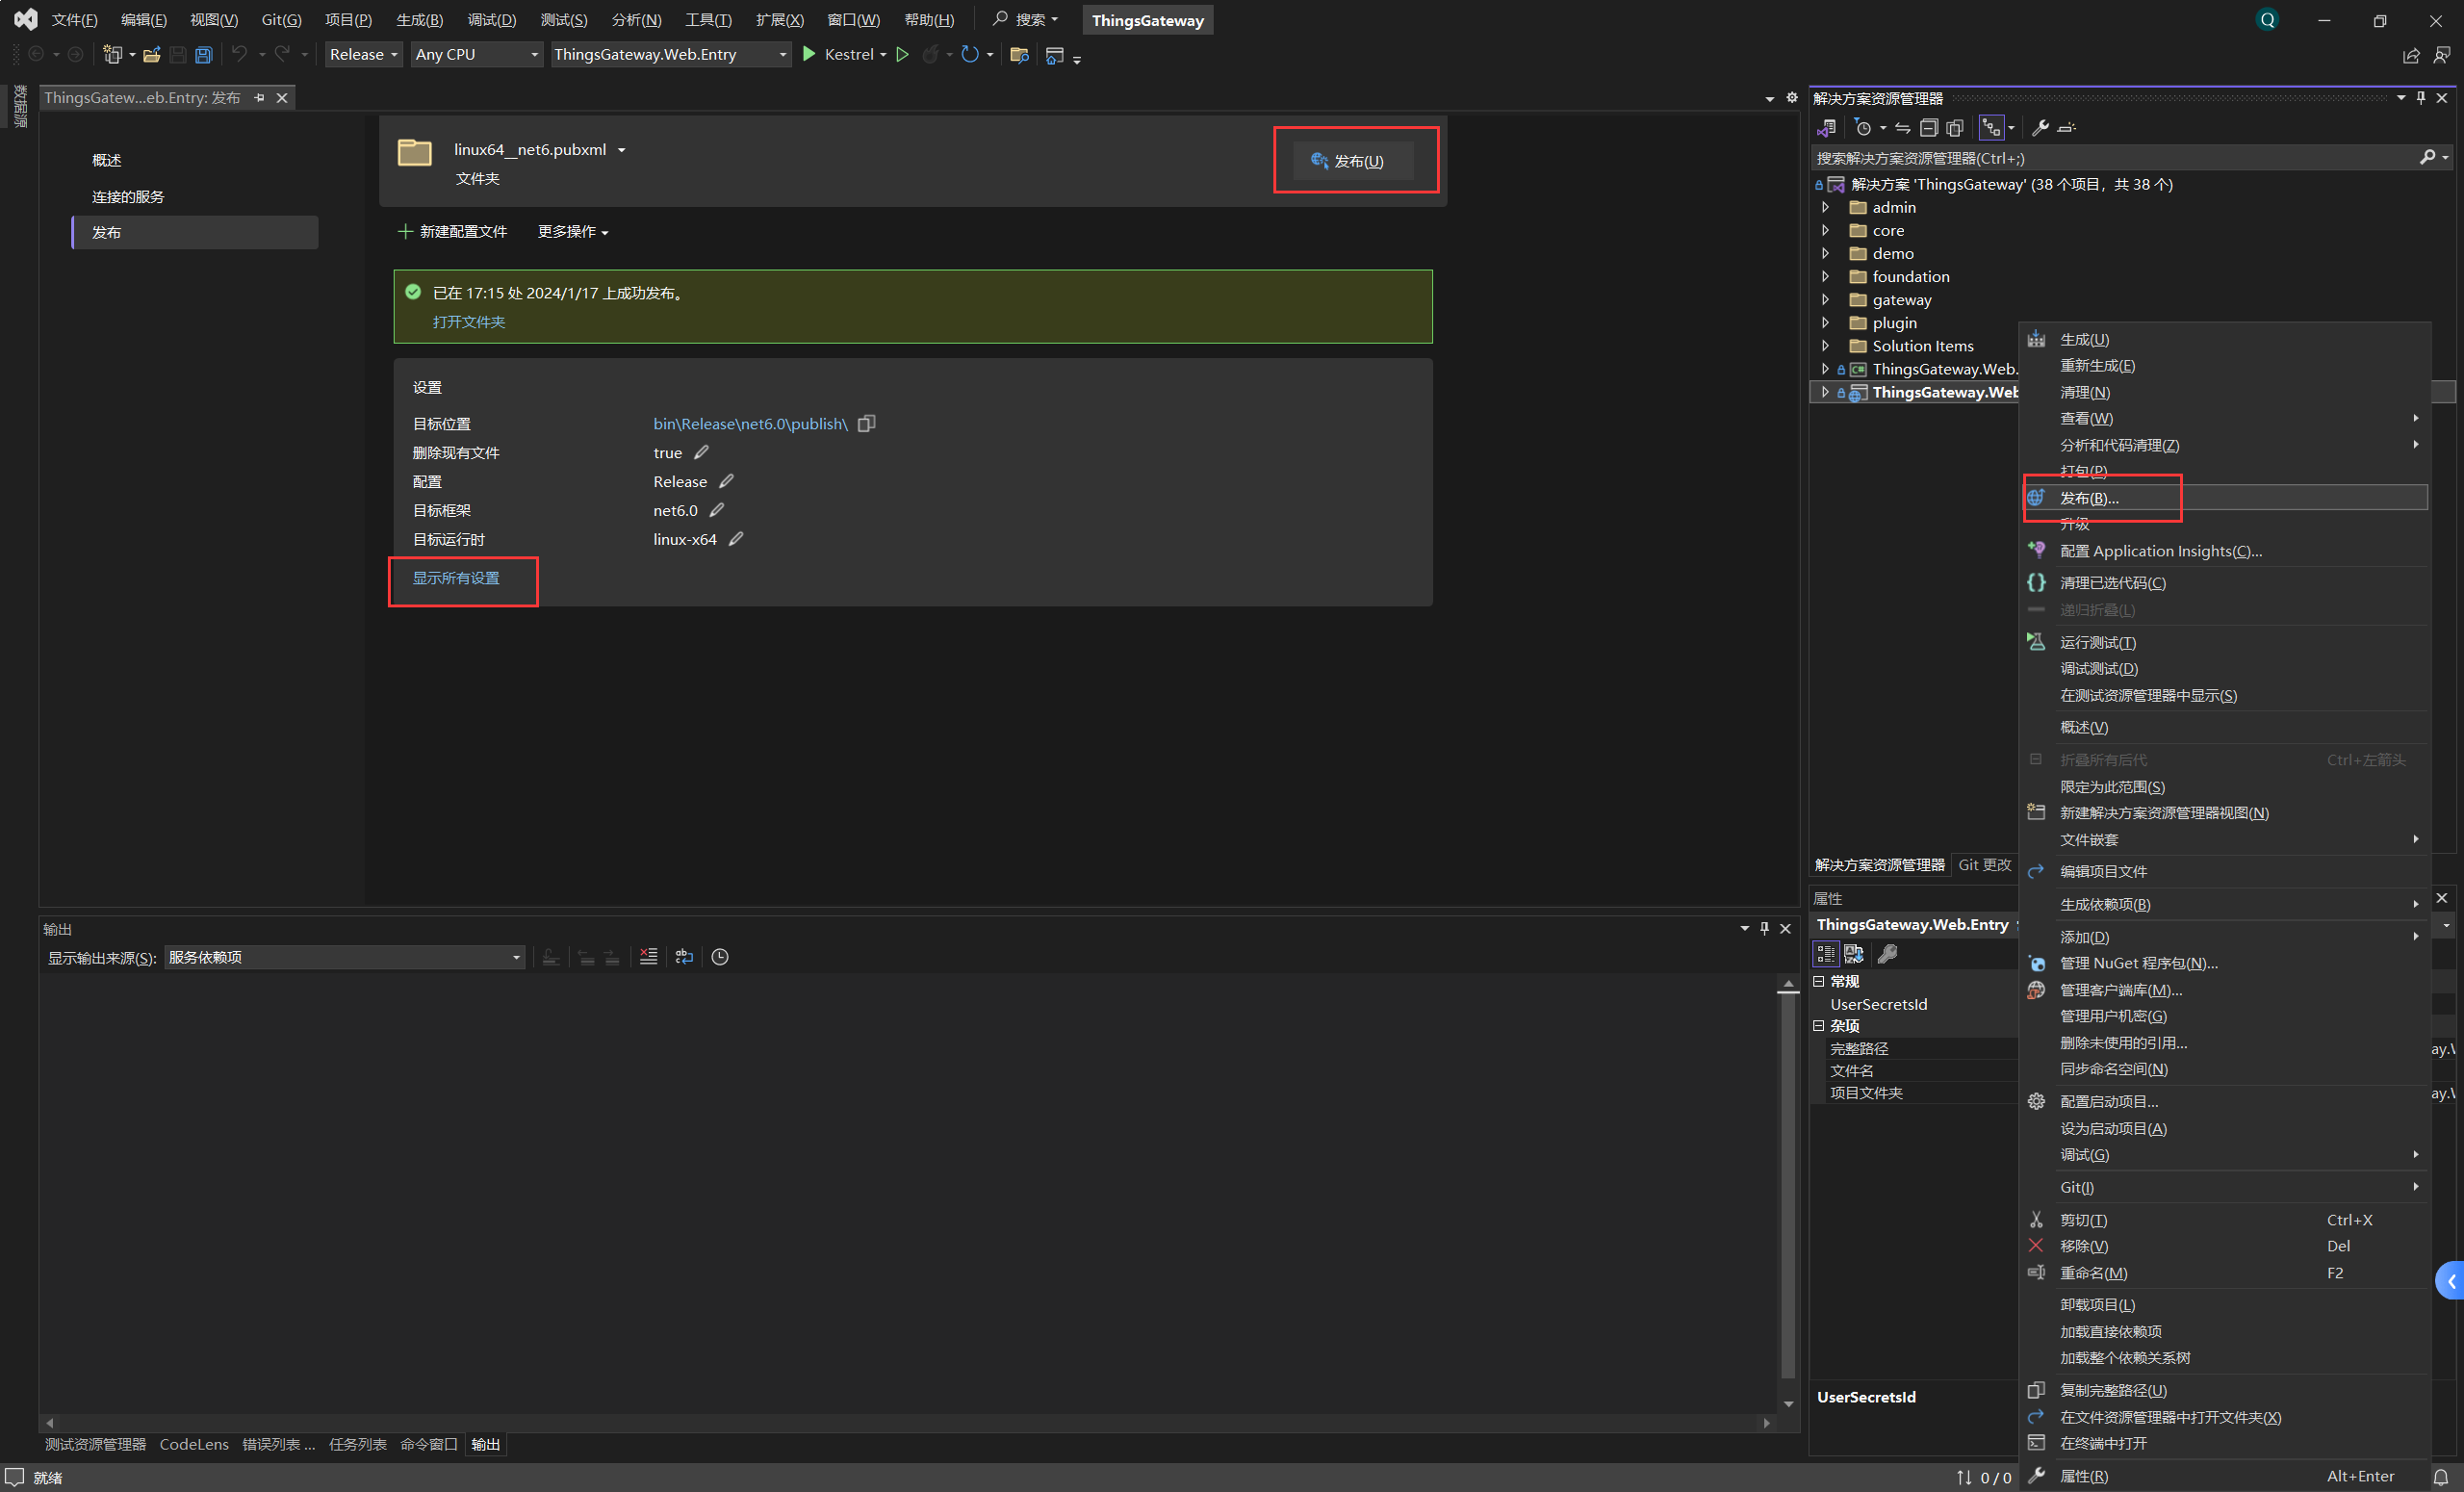 文件(F) 编辑(E) 视图(V) Git(G) 项目(P) 生成(B) 调试(D) 测试(S) 分析(N) 工具(T) 扩展(X) 窗口(W) 帮助(H) 搜索 ThingsGateway Q
Release Any CPU ThingsGateway.Web.Entry Kestrel
数据源
ThingsGatew...eb.Entry: 发布
概述
连接的服务
发布
linux64__net6.pubxml
文件夹
发布(U)
新建配置文件 更多操作
已在 17:15 处 2024/1/17 上成功发布。
打开文件夹
设置
目标位置 bin\Release\net6.0\publish\
删除现有文件 true
配置 Release
目标框架 net6.0
目标运行时 linux-x64
显示所有设置
输出
显示输出来源(S): 服务依赖项
测试资源管理器 CodeLens 错误列表 ... 任务列表 命令窗口 输出
就绪
0 / 0
解决方案资源管理器
搜索解决方案资源管理器(Ctrl+;)
解决方案 'ThingsGateway' (38 个项目，共 38 个)
admin
core
demo
foundation
gateway
plugin
Solution Items
ThingsGateway.Web.
ThingsGateway.Web
解决方案资源管理器 Git 更改
属性
ThingsGateway.Web.Entry
常规
UserSecretsId
杂项
完整路径
文件名
项目文件夹
ay.\
ay.\
UserSecretsId
生成(U)
重新生成(E)
清理(N)
查看(W)
分析和代码清理(Z)
打包(P)
发布(B)...
升级
配置 Application Insights(C)...
清理已选代码(C)
递归折叠(L)
运行测试(T)
调试测试(D)
在测试资源管理器中显示(S)
概述(V)
折叠所有后代 Ctrl+左箭头
限定为此范围(S)
新建解决方案资源管理器视图(N)
文件嵌套
编辑项目文件
生成依赖项(B)
添加(D)
管理 NuGet 程序包(N)...
管理客户端库(M)...
管理用户机密(G)
删除未使用的引用...
同步命名空间(N)
配置启动项目...
设为启动项目(A)
调试(G)
Git(I)
剪切(T) Ctrl+X
移除(V) Del
重命名(M) F2
卸载项目(L)
加载直接依赖项
加载整个依赖关系树
复制完整路径(U)
在文件资源管理器中打开文件夹(X)
在终端中打开
属性(R) Alt+Enter